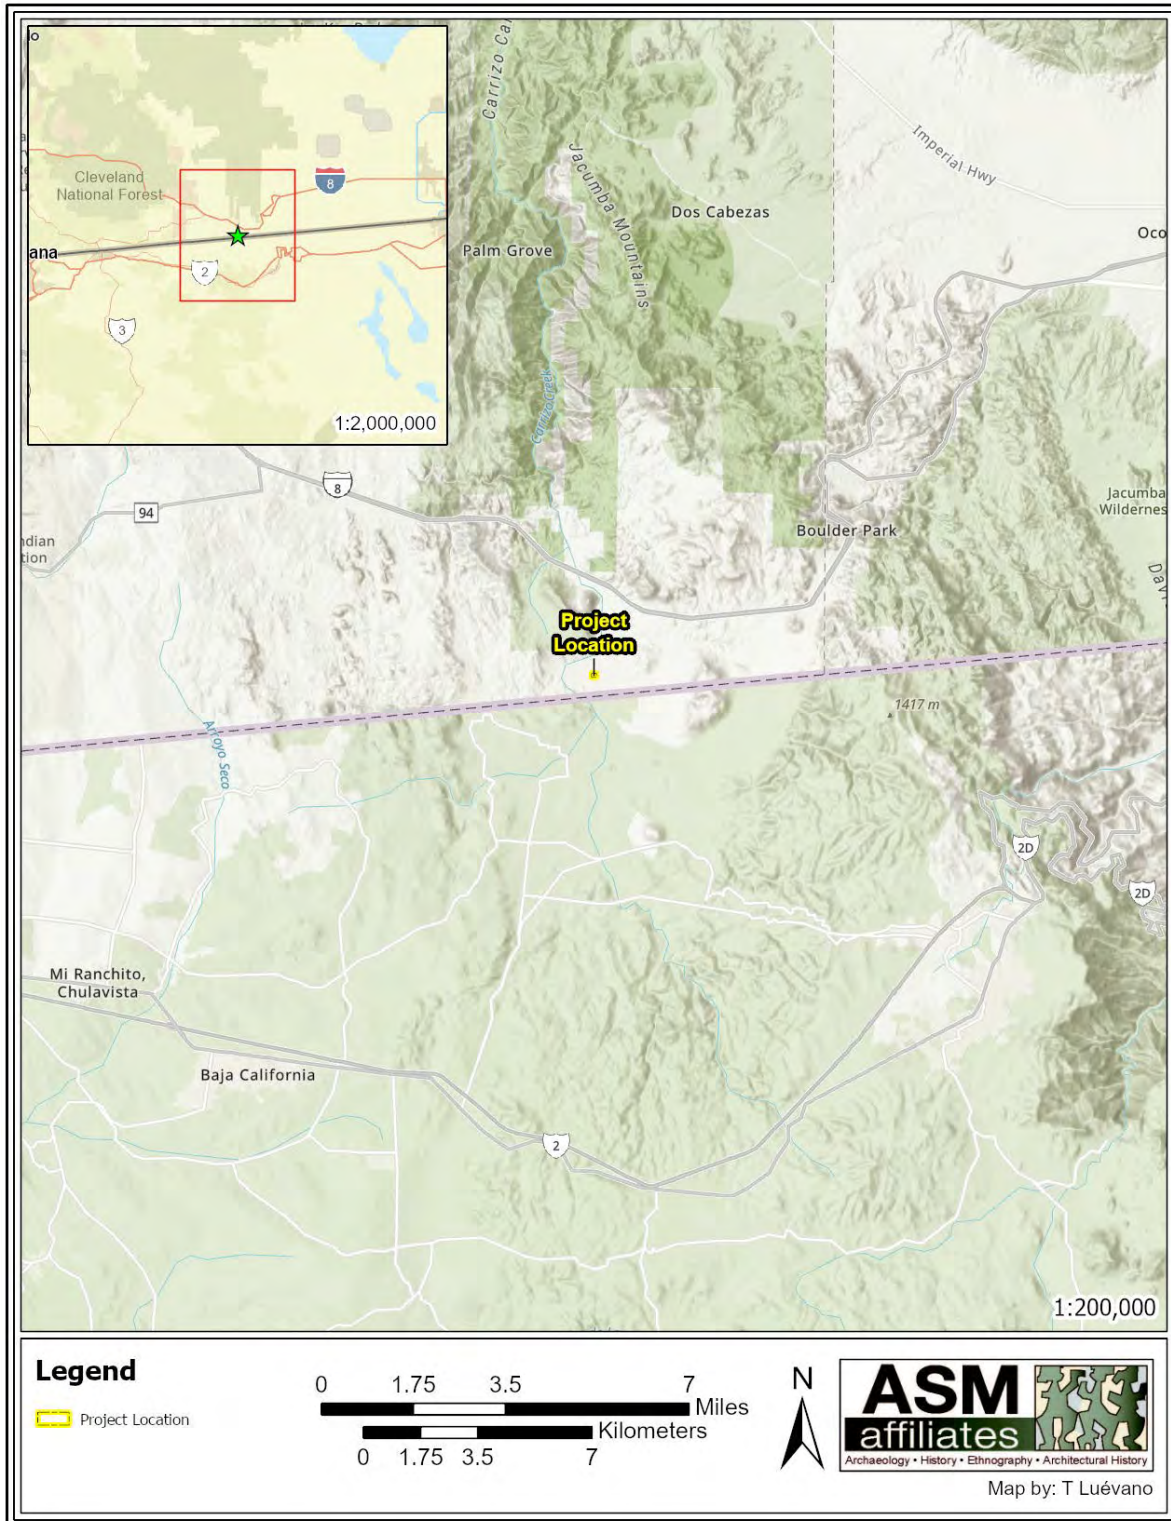 lo
Cleveland
National Forest
8
ana
2
3
1:2,000,000
Carrizo Ca
Jacumba Mountains
Imperial Hwy
Dos Cabezas
Palm Grove
Oco
Carrizo Creek
8
94
Jacumba
Wildernes
ndian
tion
Boulder Park
Davi
Project
Location
1417 m
Arroyo Seco
2D
2D
Mi Ranchito,
Chulavista
Baja California
2
1:200,000
Legend
Project Location
0 1.75 3.5 7
Miles
Kilometers
0 1.75 3.5 7
N
ASM
affiliates
Archaeology • History • Ethnography • Architectural History
Map by: T Luévano